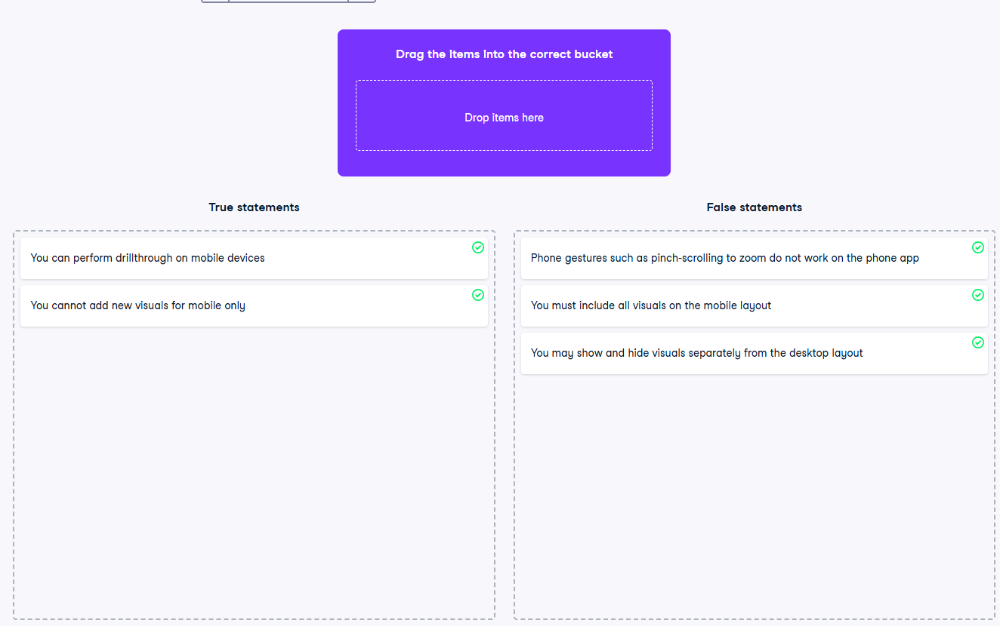 Drag the items into the correct bucket
Drop items here
True statements
You can perform drillthrough on mobile devices
You cannot add new visuals for mobile only
False statements
Phone gestures such as pinch-scrolling to zoom do not work on the phone app
You must include all visuals on the mobile layout
You may show and hide visuals separately from the desktop layout